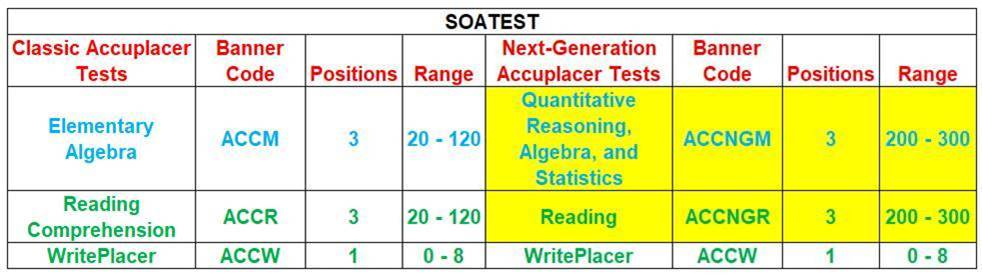 SOATEST
Classic Accuplacer Tests Banner Code Positions Range Next-Generation Accuplacer Tests Banner Code Positions Range
Elementary Algebra ACCM 3 20 - 120 Quantitative Reasoning, Algebra, and Statistics ACCNGM 3 200 - 300
Reading Comprehension ACCR 3 20 - 120 Reading ACCNGR 3 200 - 300
WritePlacer ACCW 1 0 - 8 WritePlacer ACCW 1 0 - 8